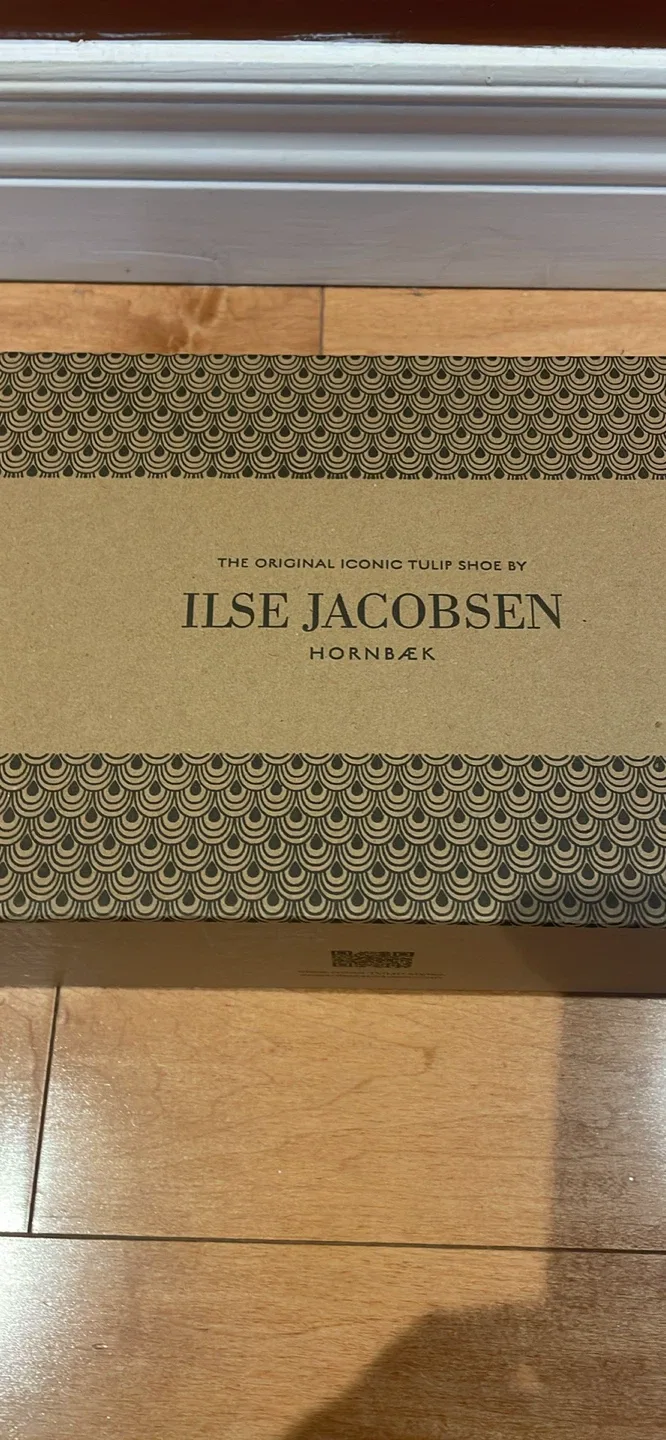 THE ORIGINAL ICONIC TULIP SHOE BY
ILSE JACOBSEN
HORNBÆK